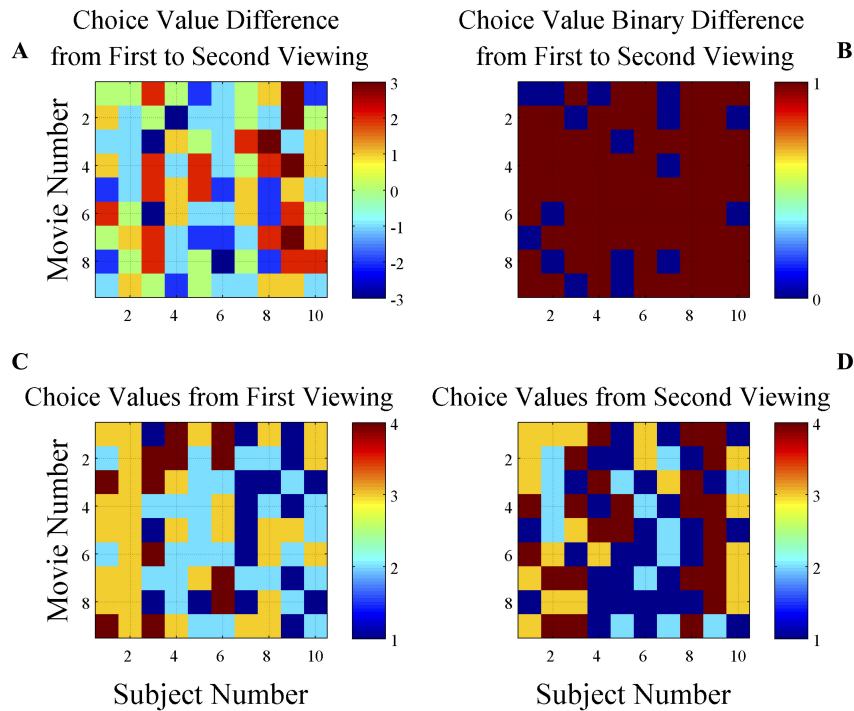 Choice Value Difference
from First to Second Viewing
A
Movie Number
2
4
6
8
2 4 6 8 10
3
2
1
0
-1
-2
-3
Choice Value Binary Difference
from First to Second Viewing
B
2
4
6
8
2 4 6 8 10
1
0
C
Choice Values from First Viewing
Movie Number
2
4
6
8
2 4 6 8 10
Subject Number
4
3
2
1
D
Choice Values from Second Viewing
2
4
6
8
2 4 6 8 10
Subject Number
4
3
2
1